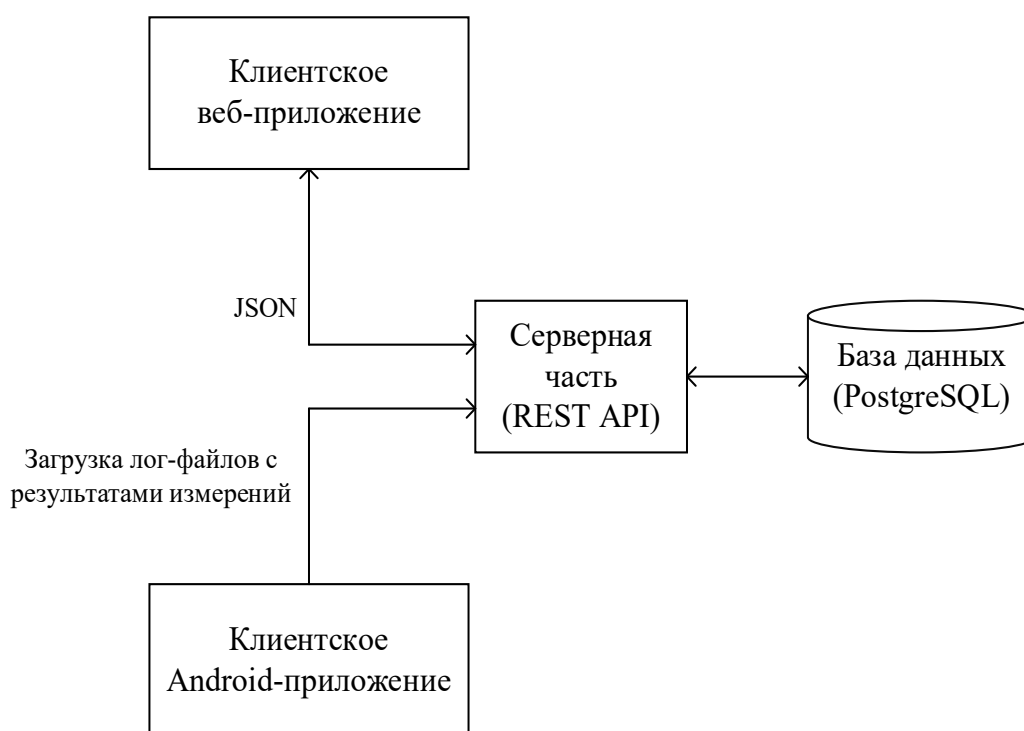 Клиентское
веб-приложение
JSON
Серверная
часть
(REST API)
База данных
(PostgreSQL)
Загрузка лог-файлов с
результатами измерений
Клиентское
Android-приложение